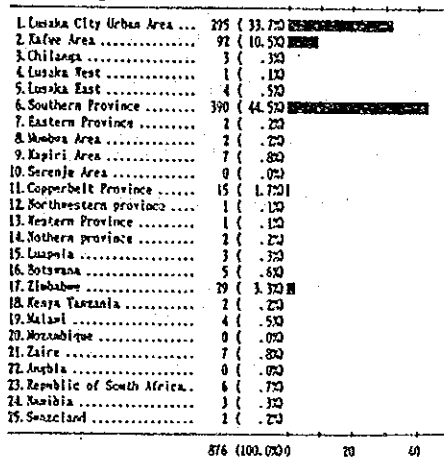 1. Lusaka City Urban Area ... 295 ( 33.7%)
2. Kafue Area .............. 92 ( 10.5%)
3. Chilanga ................ 3 ( .3%)
4. Lusaka West ............. 1 ( .1%)
5. Lusaka East ............. 4 ( .5%)
6. Southern Province ....... 390 ( 44.5%)
7. Eastern Province ........ 2 ( .2%)
8. Mumbwa Area ............. 2 ( .2%)
9. Kapiri Area ............. 7 ( .8%)
10. Serenje Area ............ 0 ( .0%)
11. Copperbelt Province ..... 15 ( 1.7%)
12. Northwestern province ... 1 ( .1%)
13. Western Province ........ 1 ( .1%)
14. Nothern province ........ 2 ( .2%)
15. Luapola ................. 3 ( .3%)
16. Botswana ................ 5 ( .6%)
17. Zimbabwe ................ 29 ( 3.3%)
18. Kenya Tanzania .......... 2 ( .2%)
19. Malawi .................. 4 ( .5%)
20. Mozambique .............. 0 ( .0%)
21. Zaire ................... 7 ( .8%)
22. Angola .................. 0 ( .0%)
23. Republic of South Africa.. 6 ( .7%)
24. Namibia ................. 3 ( .3%)
25. Swaziland ............... 2 ( .2%)
876 (100.0%) 0 20 40